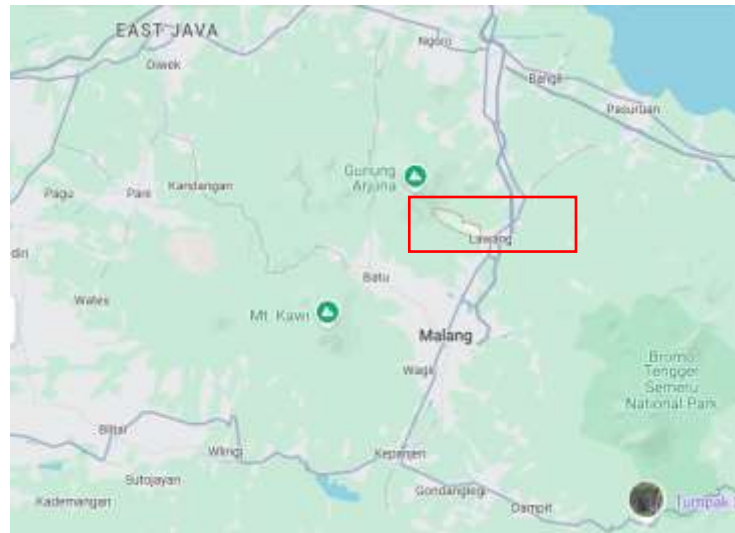 EAST JAVA
Ngoro
Diwek
Bangil
Pasuruan
Gunung
Arjuna
Kandangan
Pagu
Pare
Lawang
Batu
Wates
Mt. Kawi
Malang
Wagir
Bromo
Tengger
Semeru
National Park
Blitar
Wlingi
Kepanjen
Sutojayan
Gondanglegi
Kademangan
Dampit
Tumpak